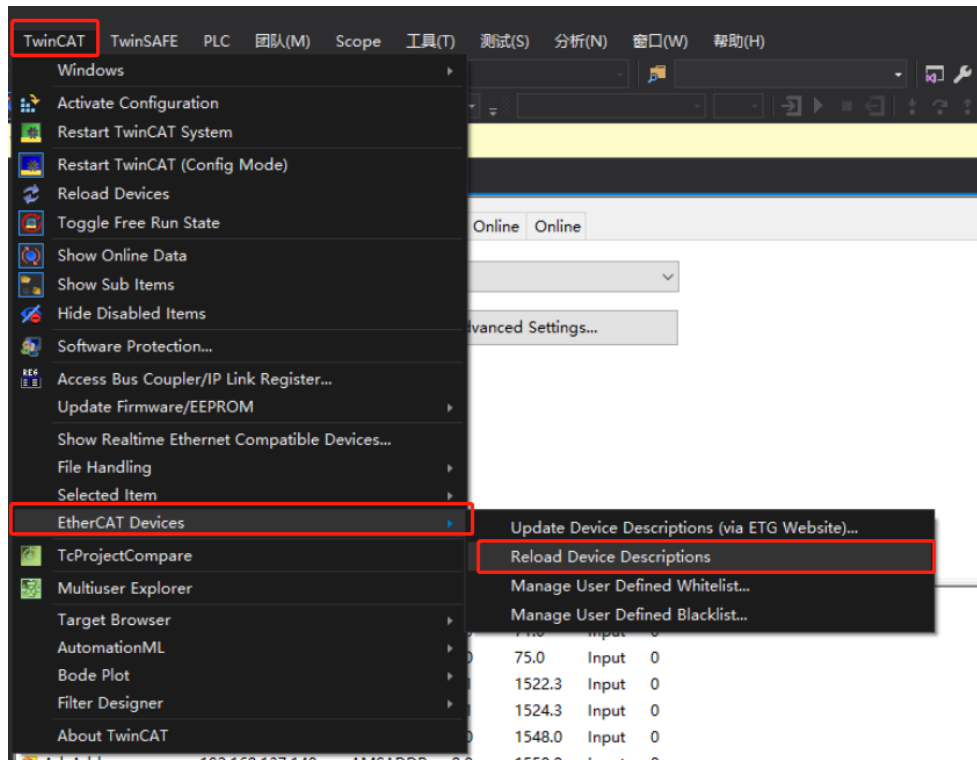 TwinCAT TwinSAFE PLC 团队(M) Scope 工具(T) 测试(S) 分析(N) 窗口(W) 帮助(H)
Windows
Activate Configuration
Restart TwinCAT System
Restart TwinCAT (Config Mode)
Reload Devices
Toggle Free Run State
Online Online
Show Online Data
Show Sub Items
Hide Disabled Items
Settings...
Software Protection...
REG
Access Bus Coupler/IP Link Register...
Update Firmware/EEPROM
Show Realtime Ethernet Compatible Devices...
File Handling
Selected Item
EtherCAT Devices
Update Device Descriptions (via ETG Website)...
Reload Device Descriptions
TcProjectCompare
Manage User Defined Whitelist...
Multiuser Explorer
Manage User Defined Blacklist...
Target Browser
Input 0
AutomationML
75.0 Input 0
Bode Plot
1522.3 Input 0
Filter Designer
1524.3 Input 0
About TwinCAT
1548.0 Input 0